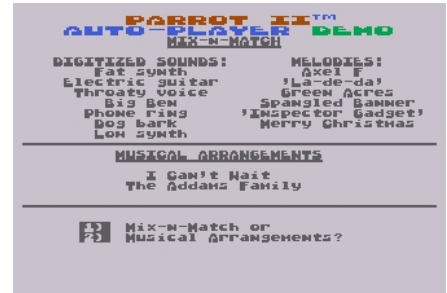 PARROT II™
AUTO-PLAYER DEMO
MIX-N-MATCH
DIGITIZED SOUNDS:
Fat synth
Electric guitar
Throaty voice
Big Ben
Phone ring
Dog bark
Low synth
MELODIES:
Axel F
'La-de-da'
Green Acres
Spangled Banner
'Inspector Gadget'
Merry Christmas
MUSICAL ARRANGEMENTS
I Can't Wait
The Addams Family
1) Mix-N-Match or
2) Musical Arrangements?